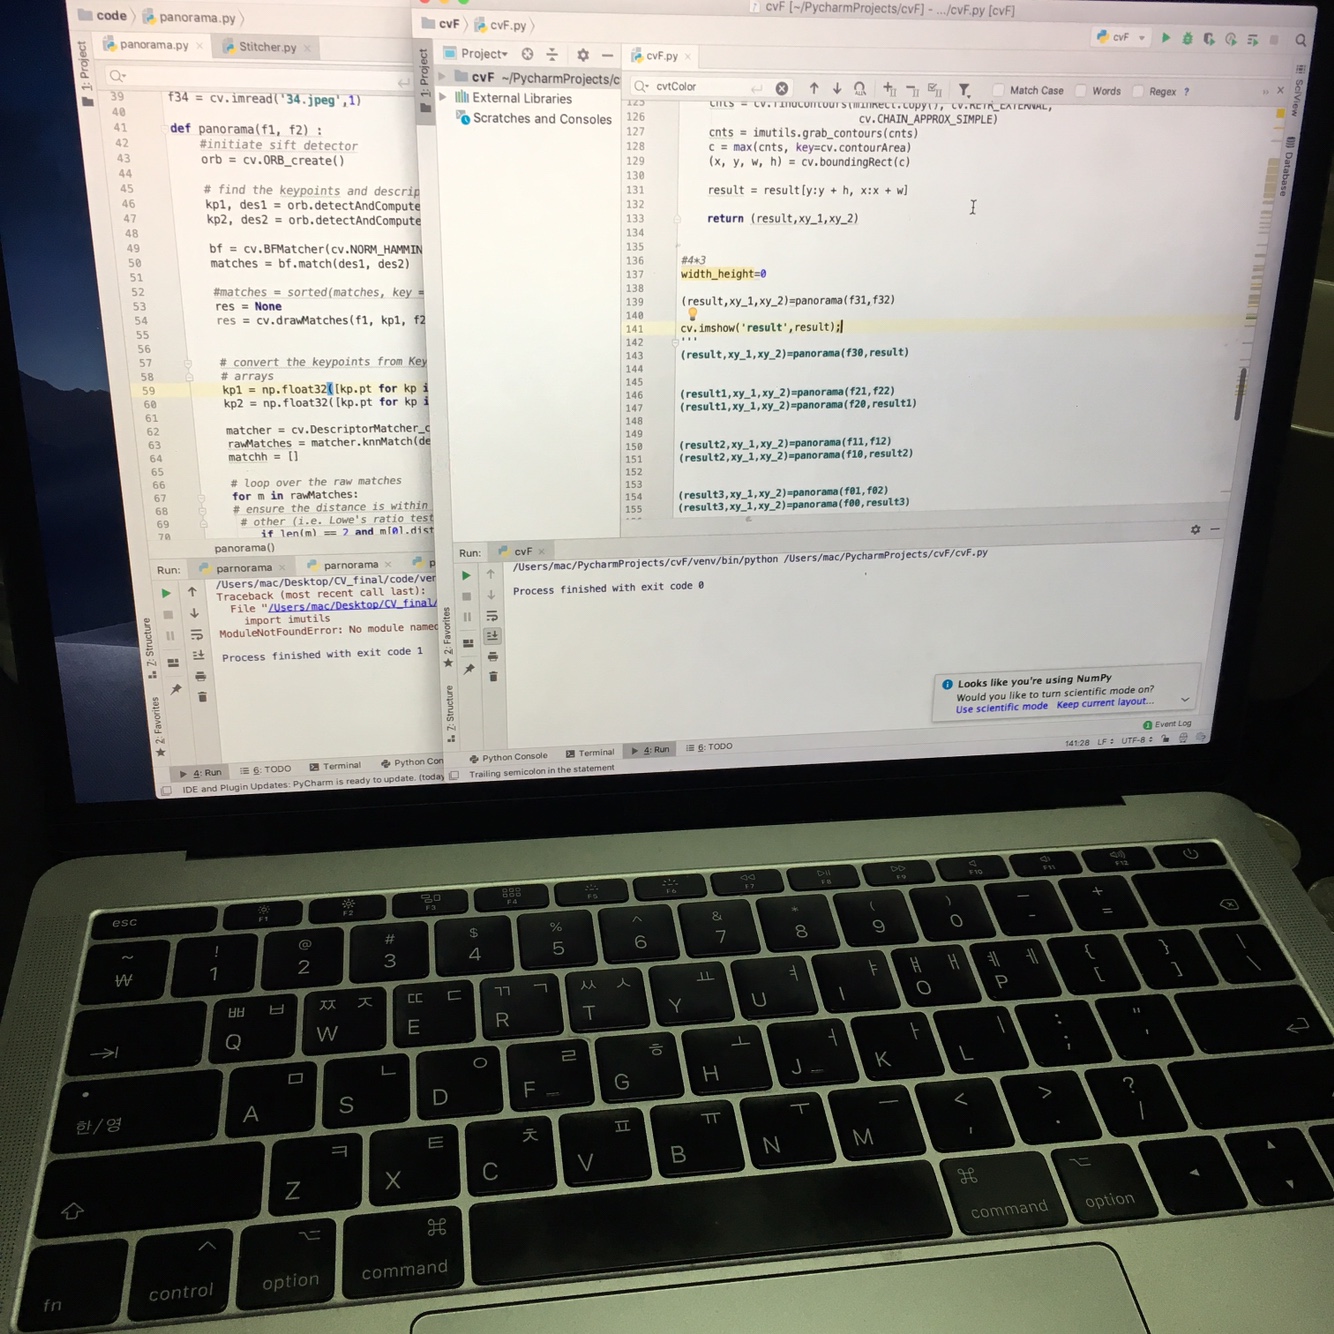 code panorama.py
panorama.py Stitcher.py
1: Project
39 f34 = cv.imread('34.jpeg',1)
40
41 def panorama(f1, f2) :
42 #initiate sift detector
43 orb = cv.ORB_create()
44
45 # find the keypoints and descrip
46 kp1, des1 = orb.detectAndCompute
47 kp2, des2 = orb.detectAndCompute
48
49 bf = cv.BFMatcher(cv.NORM_HAMMIN
50 matches = bf.match(des1, des2)
51
52 #matches = sorted(matches, key =
53 res = None
54 res = cv.drawMatches(f1, kp1, f2
55
56
57 # convert the keypoints from Key
58 # arrays
59 kp1 = np.float32([kp.pt for kp i
60 kp2 = np.float32([kp.pt for kp i
61
62 matcher = cv.DescriptorMatcher_c
63 rawMatches = matcher.knnMatch(de
64 matchh = []
65
66 # loop over the raw matches
67 for m in rawMatches:
68 # ensure the distance is within
69 # other (i.e. Lowe's ratio test
70 if len(m) == 2 and m[0].dist
panorama()
Run: parnorama parnorama p
/Users/mac/Desktop/CV_final/code/ver
Traceback (most recent call last):
File "/Users/mac/Desktop/CV_final/
import imutils
ModuleNotFoundError: No module named
Process finished with exit code 1
Z: Structure
2: Favorites
4: Run 6: TODO Terminal Python Con
IDE and Plugin Updates: PyCharm is ready to update. (today
cvF [~/PycharmProjects/cvF] - .../cvF.py [cvF]
cvF cvF.py
cvF
1: Project
Project
cvF.py
cvF ~/PycharmProjects/c
External Libraries
Scratches and Consoles
cvtColor
Match Case Words Regex ?
SciView
Database
125 cnts = cv.findContours(minRect.copy(), cv.RETR_EXTERNAL,
126 cv.CHAIN_APPROX_SIMPLE)
127 cnts = imutils.grab_contours(cnts)
128 c = max(cnts, key=cv.contourArea)
129 (x, y, w, h) = cv.boundingRect(c)
130
131 result = result[y:y + h, x:x + w]
132
133 return (result,xy_1,xy_2)
134
135
136 #4*3
137 width_height=0
138
139 (result,xy_1,xy_2)=panorama(f31,f32)
140
141 cv.imshow('result',result);
142 '''
143 (result,xy_1,xy_2)=panorama(f30,result)
144
145
146 (result1,xy_1,xy_2)=panorama(f21,f22)
147 (result1,xy_1,xy_2)=panorama(f20,result1)
148
149
150 (result2,xy_1,xy_2)=panorama(f11,f12)
151 (result2,xy_1,xy_2)=panorama(f10,result2)
152
153
154 (result3,xy_1,xy_2)=panorama(f01,f02)
155 (result3,xy_1,xy_2)=panorama(f00,result3)
Run: cvF
/Users/mac/PycharmProjects/cvF/venv/bin/python /Users/mac/PycharmProjects/cvF/cvF.py
Process finished with exit code 0
2: Favorites
Z: Structure
Looks like you're using NumPy
Would you like to turn scientific mode on?
Use scientific mode Keep current layout...
1 Event Log
Python Console Terminal 4: Run 6: TODO
141:28 LF UTF-8
Trailing semicolon in the statement
esc F1 F2 F3 F4 F5 F6 F7 F8 F9 F10 F11 F12
~ ₩ ! 1 @ 2 # 3 $ 4 % 5 ^ 6 & 7 * 8 ( 9 ) 0 _ - + =
Q ㅃ ㅂ W ㅉ ㅈ E ㄸ ㄷ R ㄲ ㄱ T ㅆ ㅅ Y ㅛ U ㅕ I ㅑ O ㅒ ㅐ P ㅖ ㅔ { [ } ] | \
한/영 A ㅁ S ㄴ D ㅇ F ㄹ G ㅎ H ㅗ J ㅓ K ㅏ L ㅣ : ; " '
Z ㅋ X ㅌ C ㅊ V ㅍ B ㅠ N ㅜ M ㅡ < , > . ? /
fn control option ⌘ command ⌘ command option